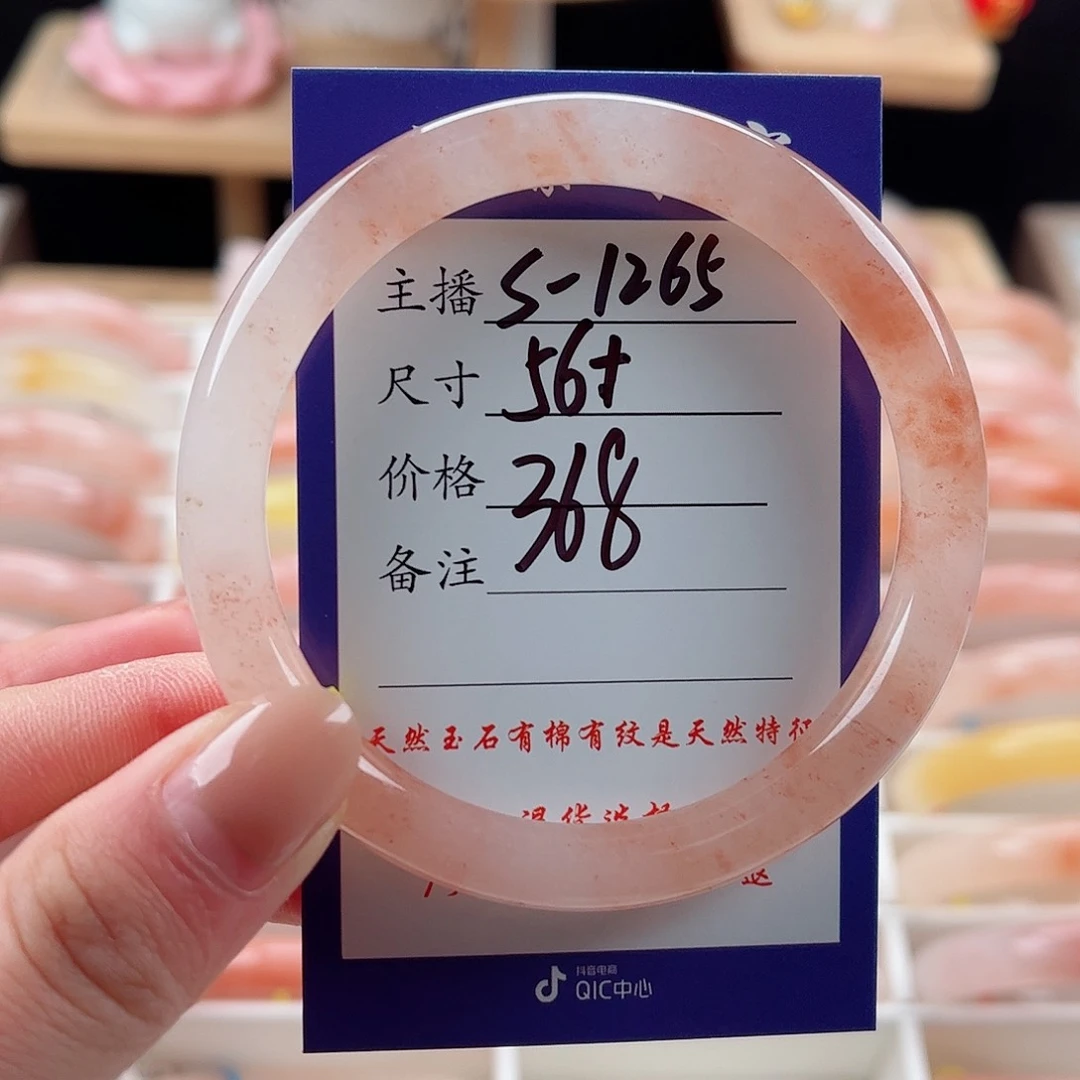 主播 S-1265
尺寸 56+
价格 368
备注
天然玉石有棉有纹是天然特征
抖音电商
QIC中心